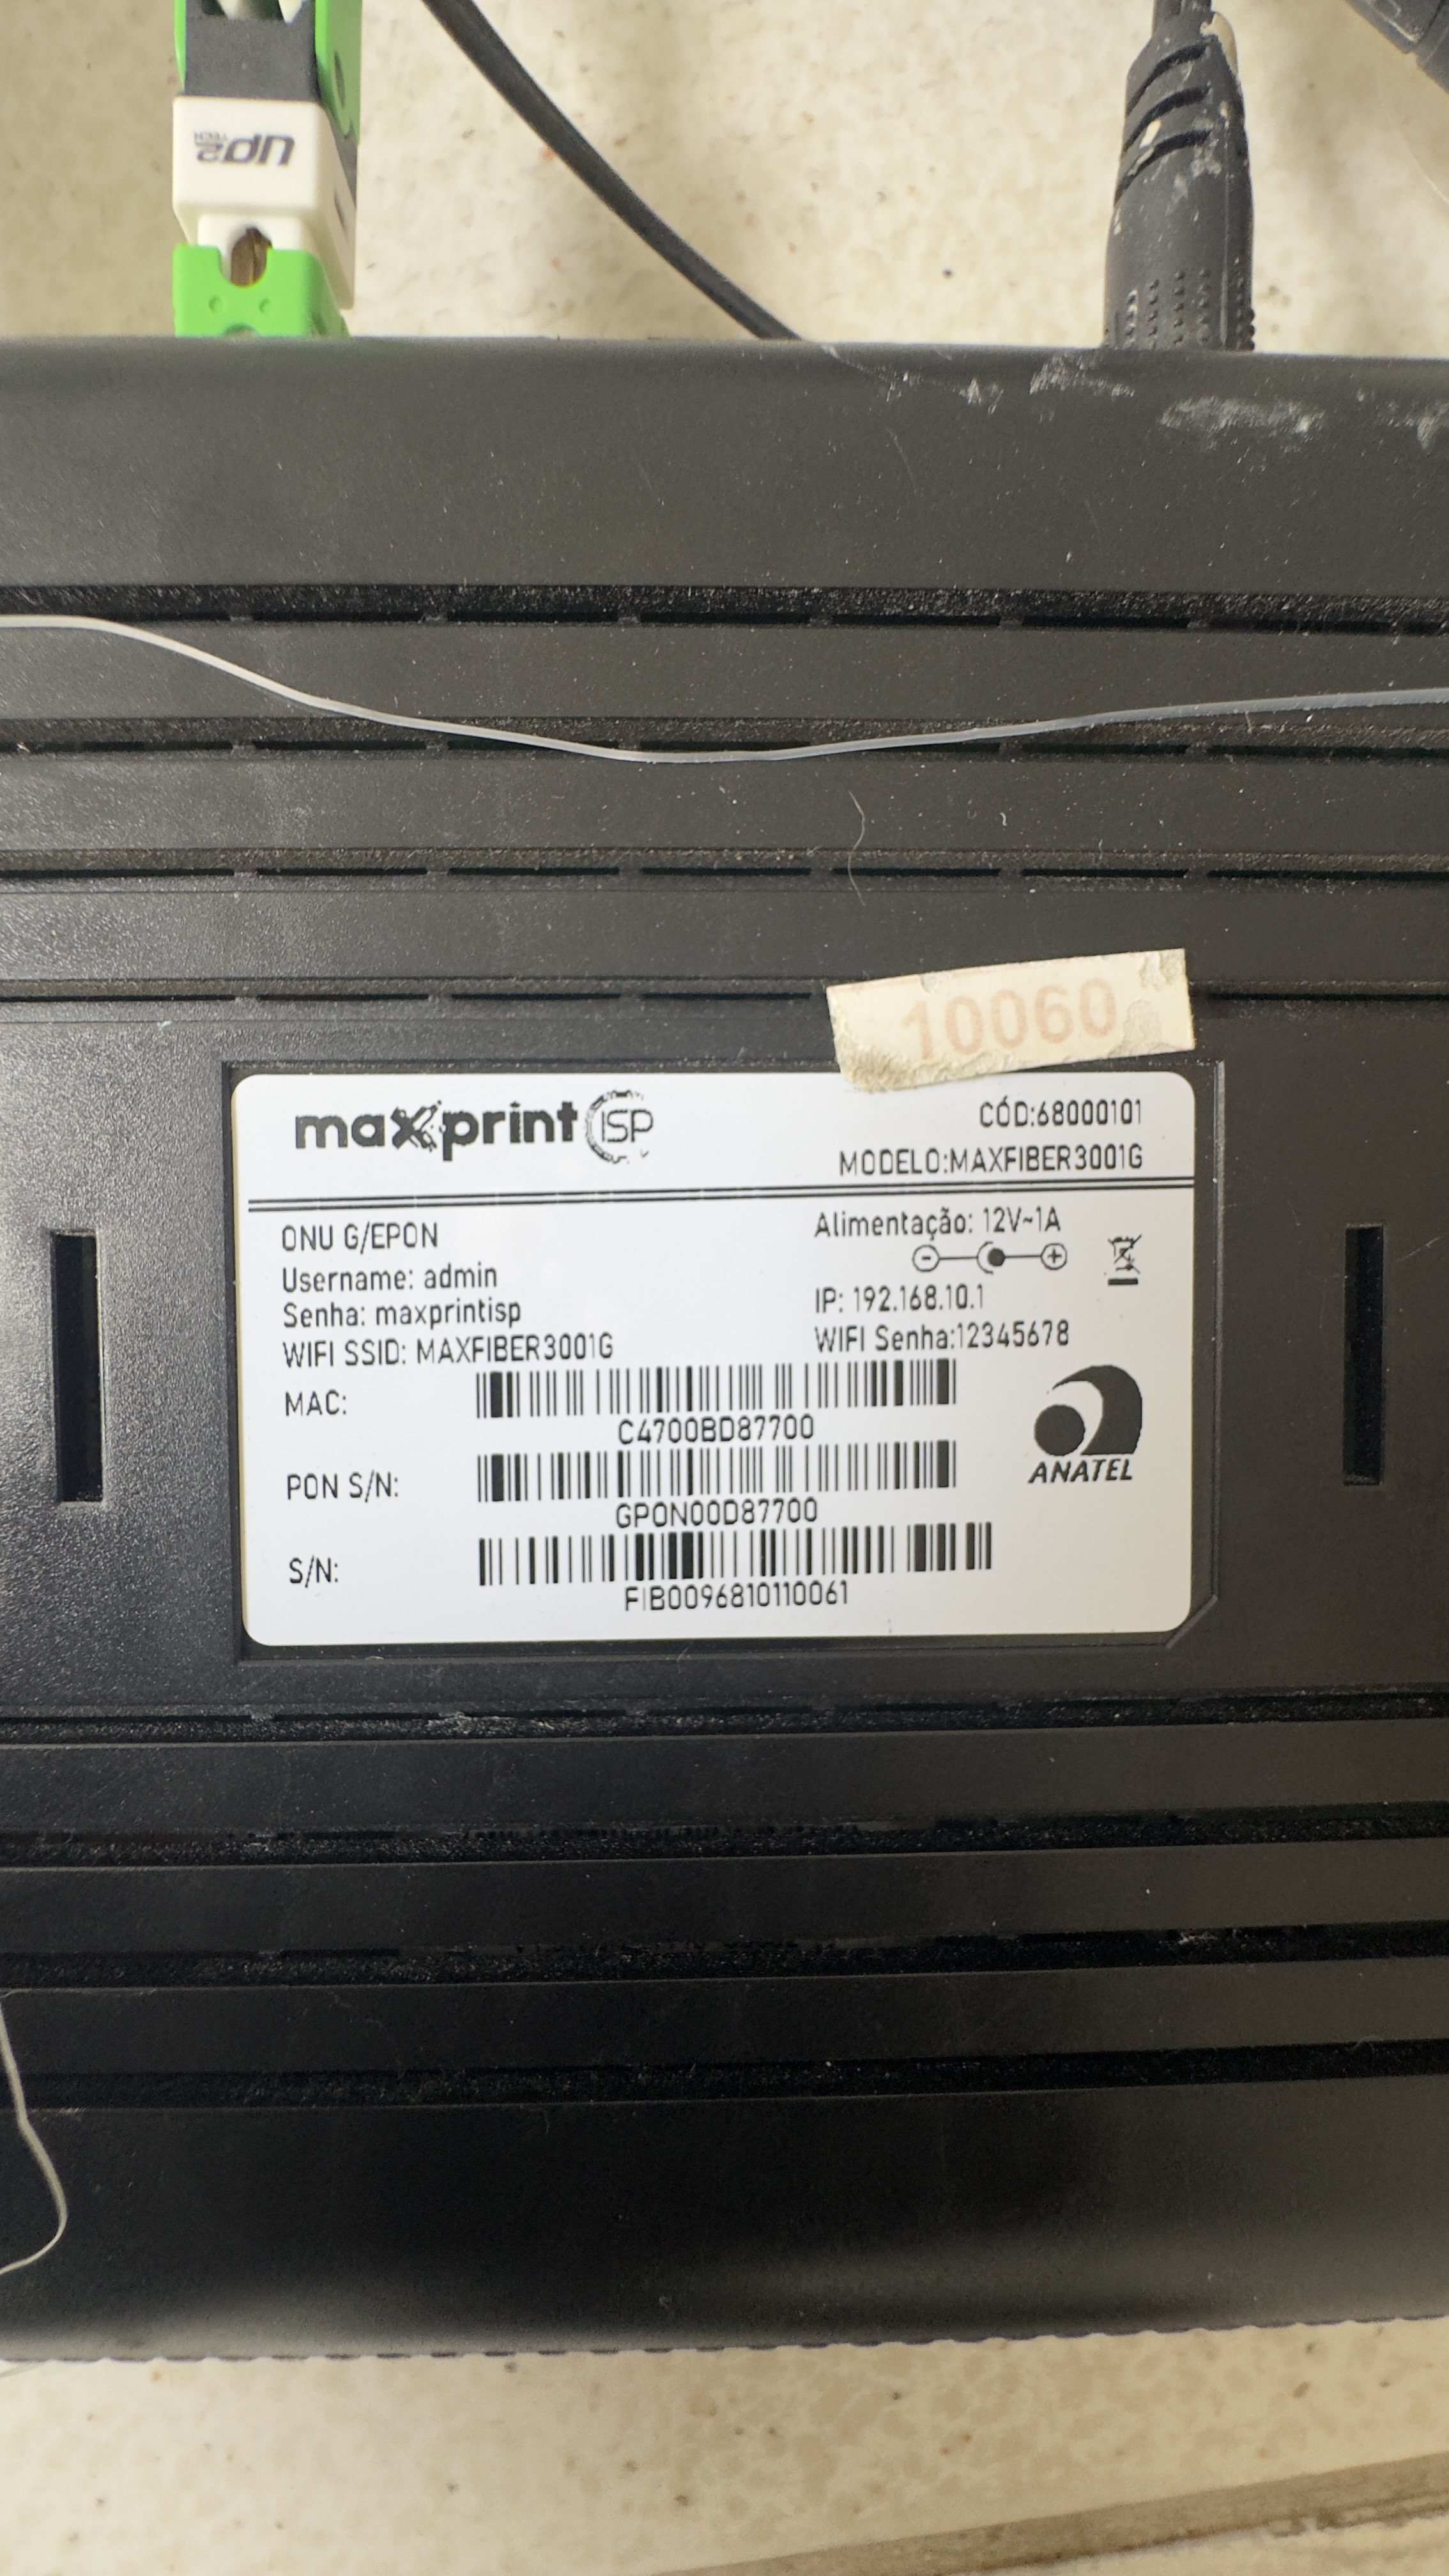 UP2
TECH
10060
maxprint ISP
CÓD:68000101
MODELO:MAXFIBER3001G
ONU G/EPON
Username: admin
Senha: maxprintisp
WIFI SSID: MAXFIBER3001G
Alimentação: 12V~1A
IP: 192.168.10.1
WIFI Senha:12345678
MAC:
C4700BD87700
PON S/N:
GPON00D87700
S/N:
FIB0096810110061
ANATEL